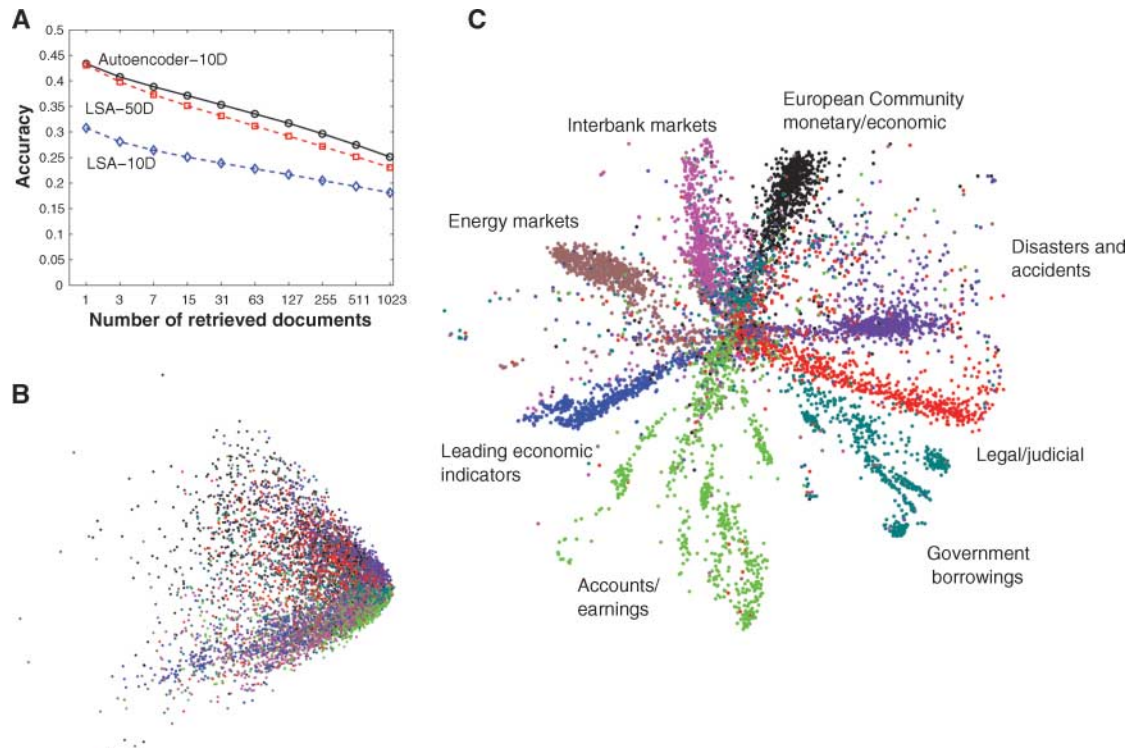 A
0.5
0.45
0.4
0.35
0.3
0.25
0.2
0.15
0.1
0.05
0
Accuracy
Autoencoder-10D
LSA-50D
LSA-10D
1 3 7 15 31 63 127 255 511 1023
Number of retrieved documents
B
C
European Community
monetary/economic
Interbank markets
Energy markets
Disasters and
accidents
Leading economic
indicators
Legal/judicial
Government
borrowings
Accounts/
earnings